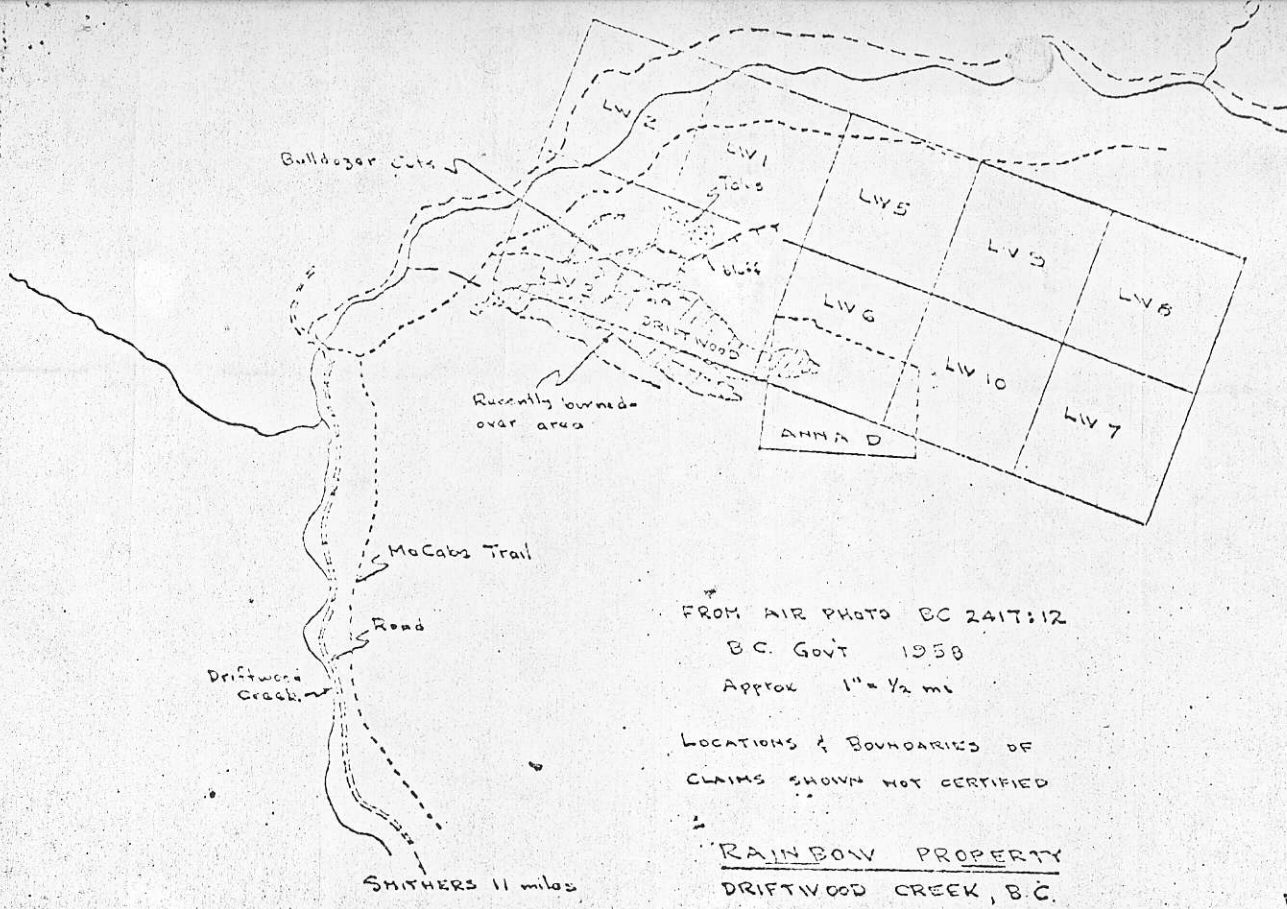 LW 2
Bulldozer cuts
LW 1
Talus
LW 5
LW 9
LW 8
bluff
LW 3
LW 6
DRIFTWOOD
LW 10
LW 7
Recently burned-
over area
ANNA D
McCabe Trail
Road
Driftwood
Creek
FROM AIR PHOTO BC 2417:12
B.C. GOVT 1958
Approx 1" = 1/2 mi
LOCATIONS & BOUNDARIES OF
CLAIMS SHOWN NOT CERTIFIED
RAINBOW PROPERTY
DRIFTWOOD CREEK, B.C.
SMITHERS 11 miles